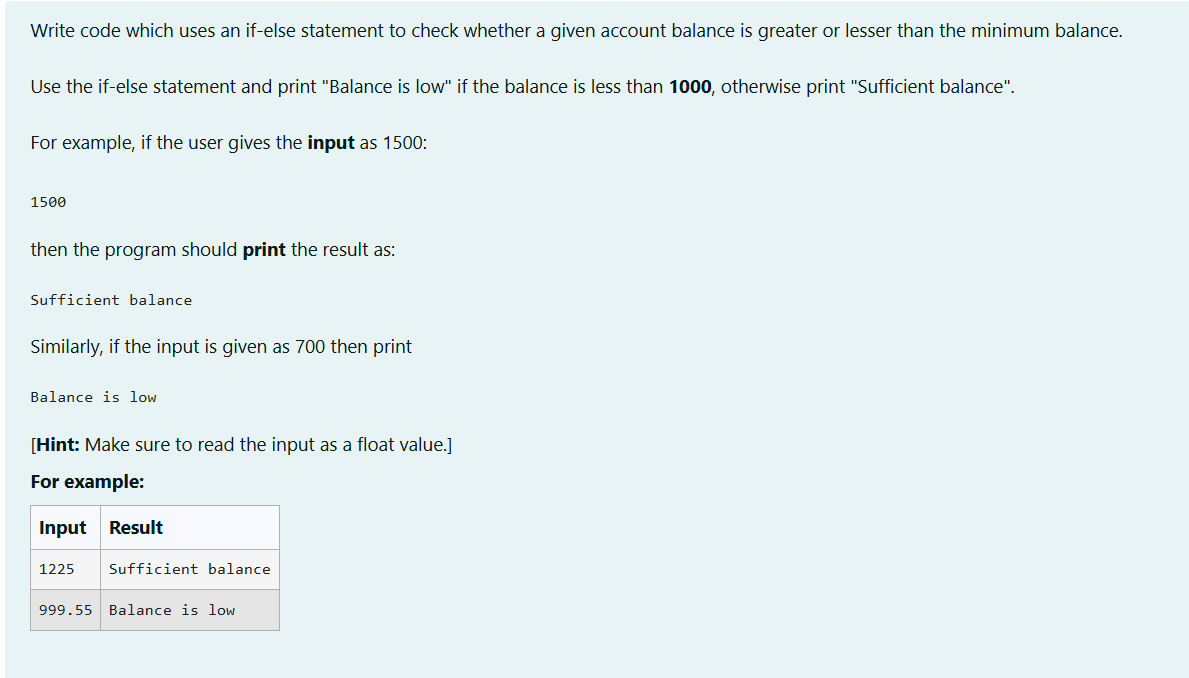 Write code which uses an if-else statement to check whether a given account balance is greater or lesser than the minimum balance.
Use the if-else statement and print "Balance is low" if the balance is less than 1000, otherwise print "Sufficient balance".
For example, if the user gives the input as 1500:
1500
then the program should print the result as:
Sufficient balance
Similarly, if the input is given as 700 then print
Balance is low
[Hint: Make sure to read the input as a float value.]
For example:
Input Result
1225 Sufficient balance
999.55 Balance is low